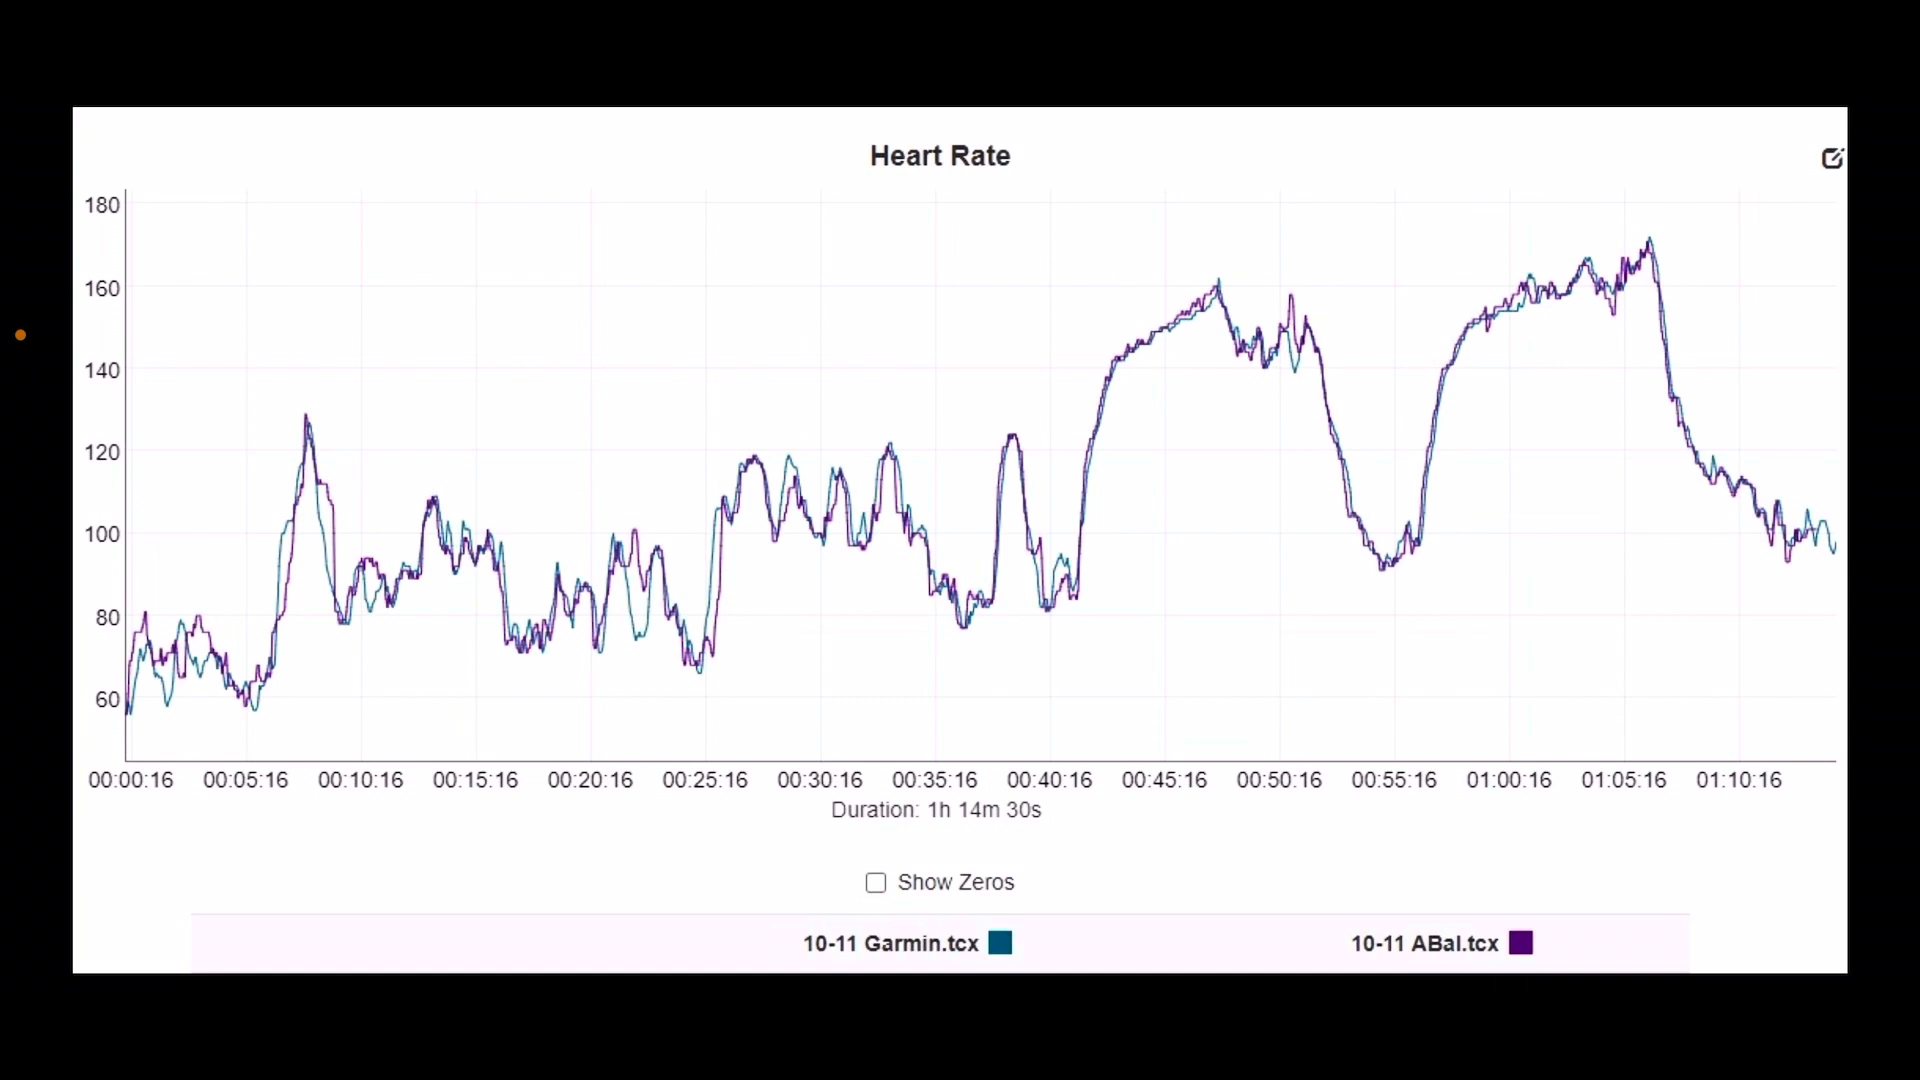 Heart Rate
180
160
140
120
100
80
60
00:00:16 00:05:16 00:10:16 00:15:16 00:20:16 00:25:16 00:30:16 00:35:16 00:40:16 00:45:16 00:50:16 00:55:16 01:00:16 01:05:16 01:10:16
Duration: 1h 14m 30s
Show Zeros
10-11 Garmin.tcx 10-11 ABal.tcx